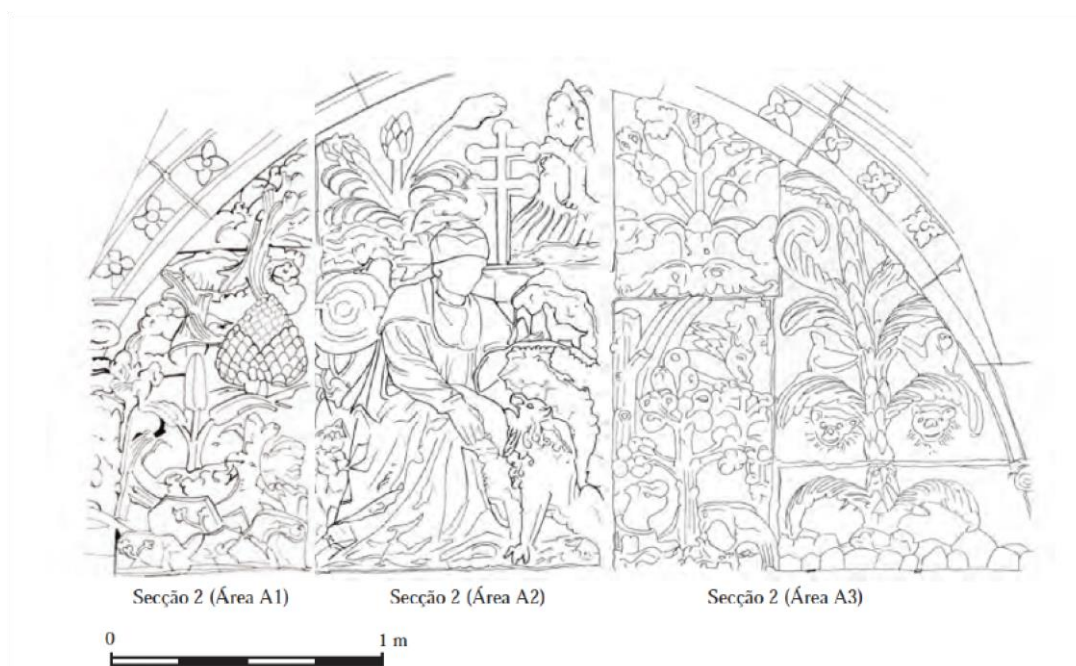 Secção 2 (Área A1)
Secção 2 (Área A2)
Secção 2 (Área A3)
0
1 m